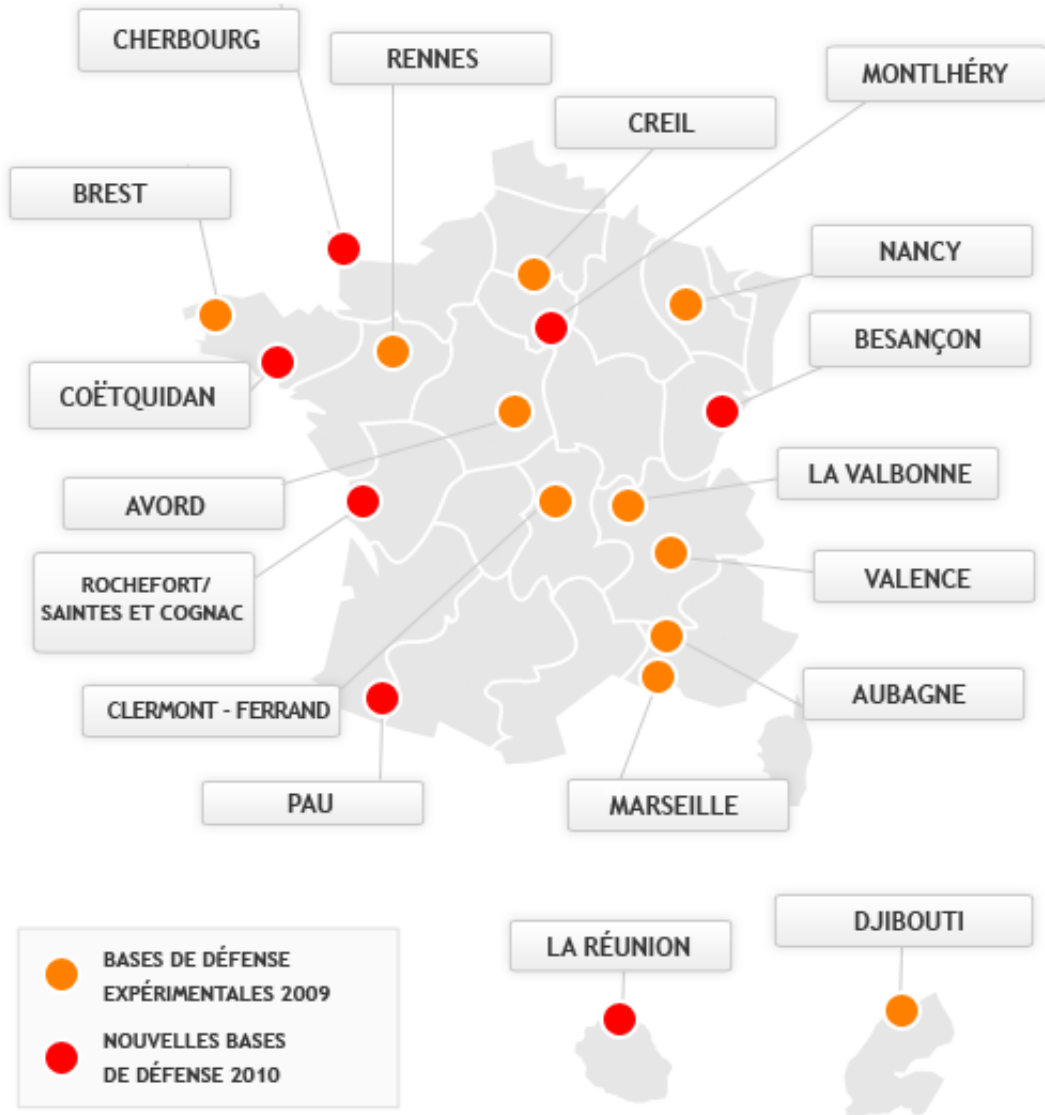 CHERBOURG
RENNES
MONTLHÉRY
CREIL
BREST
NANCY
BESANÇON
COËTQUIDAN
LA VALBONNE
AVORD
ROCHEFORT/
SAINTES ET COGNAC
VALENCE
AUBAGNE
CLERMONT - FERRAND
PAU
MARSEILLE
DJIBOUTI
LA RÉUNION
BASES DE DÉFENSE
EXPÉRIMENTALES 2009
NOUVELLES BASES
DE DÉFENSE 2010